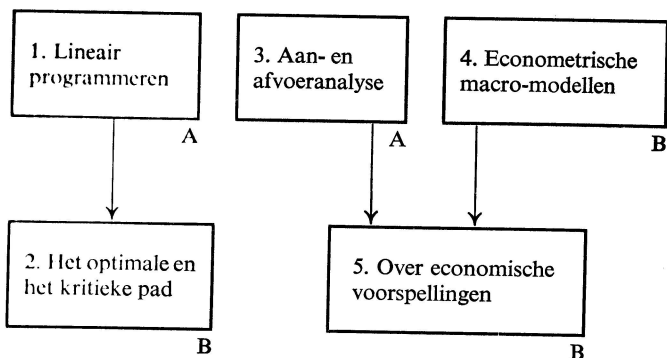 1. Lineair
programmeren
A
3. Aan- en
afvoeranalyse
A
4. Econometrische
macro-modellen
B
2. Het optimale en
het kritieke pad
B
5. Over economische
voorspellingen
B